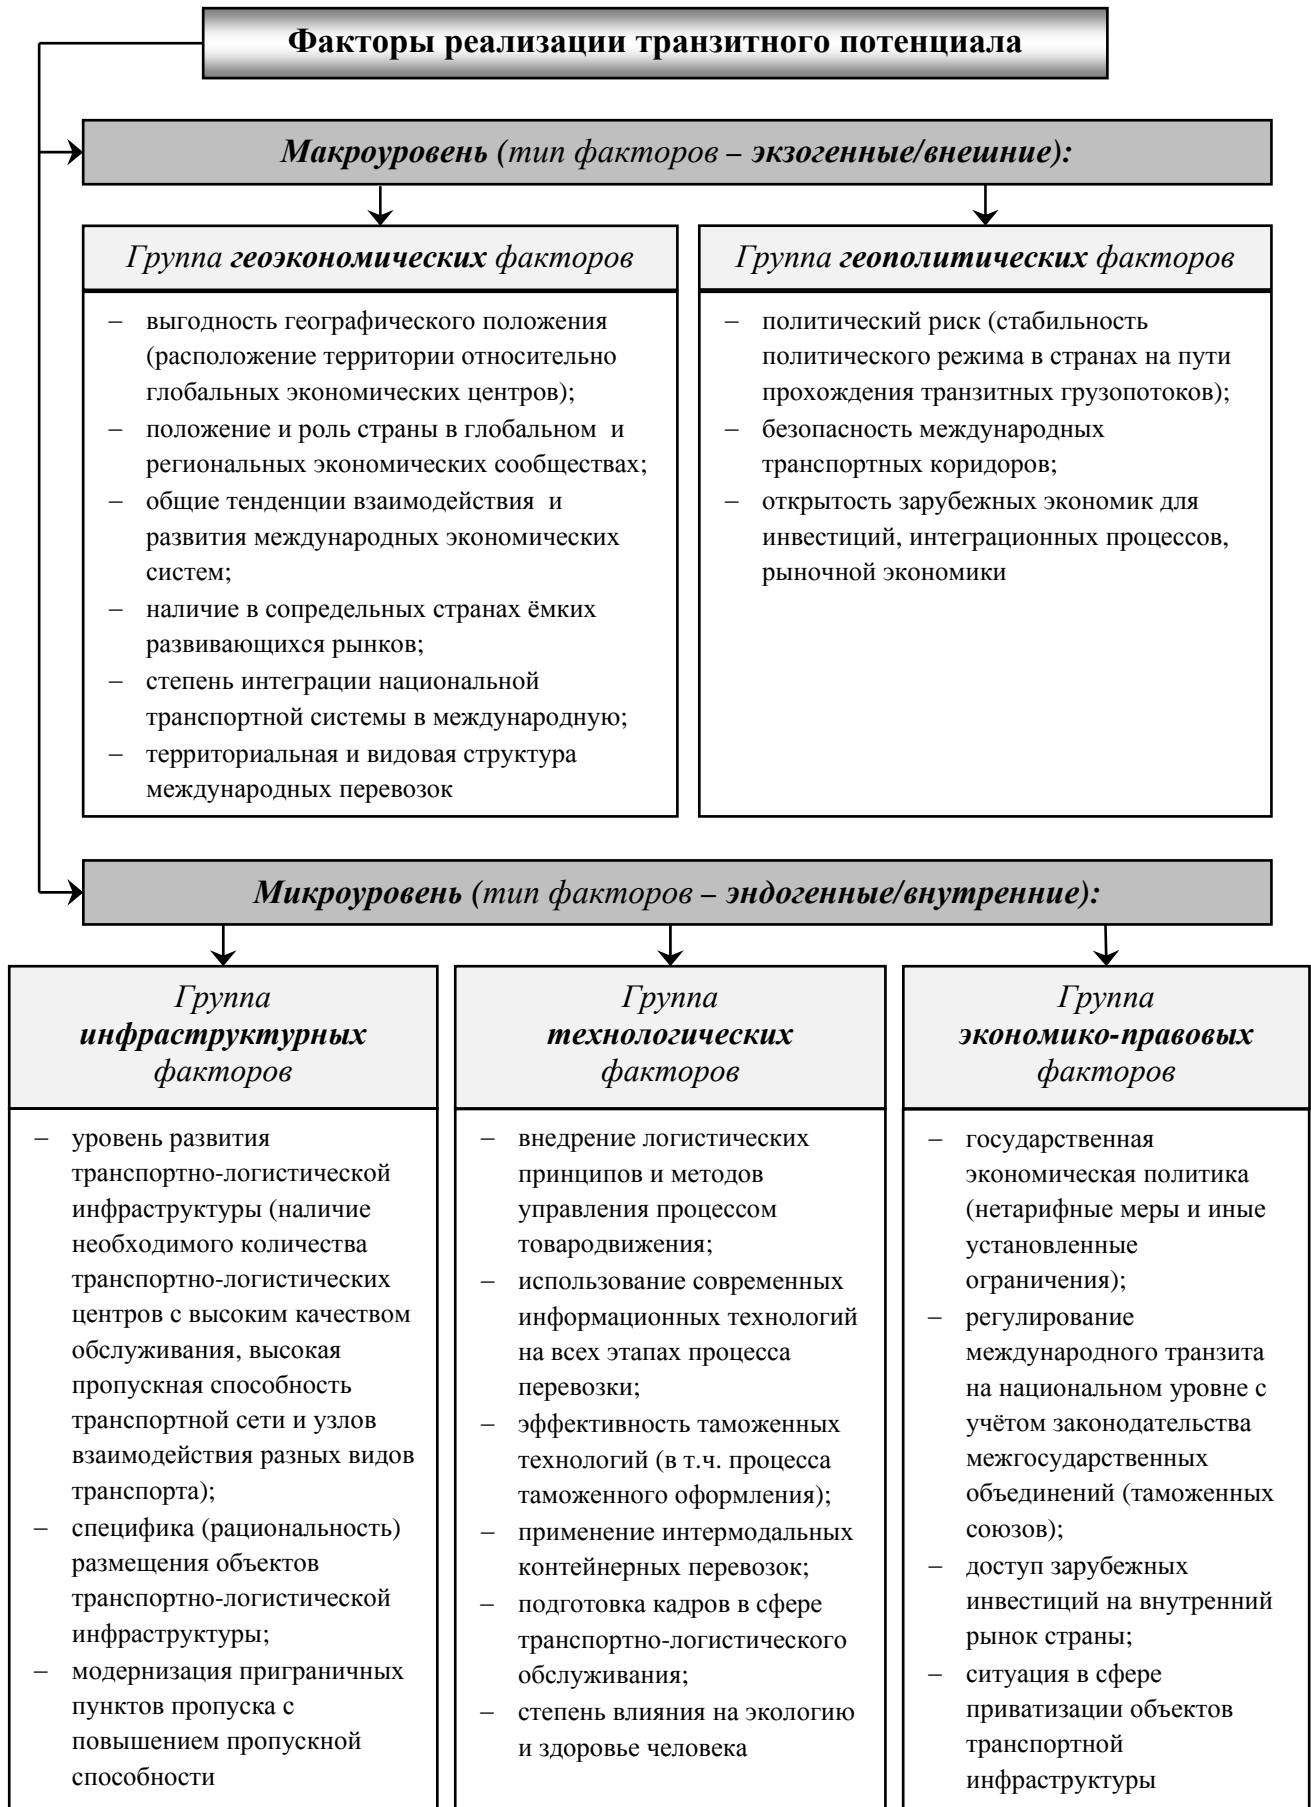 Факторы реализации транзитного потенциала
Макроуровень (тип факторов – экзогенные/внешние):
Группа геоэкономических факторов
– выгодность географического положения
(расположение территории относительно
глобальных экономических центров);
– положение и роль страны в глобальном и
региональных экономических сообществах;
– общие тенденции взаимодействия и
развития международных экономических
систем;
– наличие в сопредельных странах ёмких
развивающихся рынков;
– степень интеграции национальной
транспортной системы в международную;
– территориальная и видовая структура
международных перевозок
Группа геополитических факторов
– политический риск (стабильность
политического режима в странах на пути
прохождения транзитных грузопотоков);
– безопасность международных
транспортных коридоров;
– открытость зарубежных экономик для
инвестиций, интеграционных процессов,
рыночной экономики
Микроуровень (тип факторов – эндогенные/внутренние):
Группа
инфраструктурных
факторов
– уровень развития
транспортно-логистической
инфраструктуры (наличие
необходимого количества
транспортно-логистических
центров с высоким качеством
обслуживания, высокая
пропускная способность
транспортной сети и узлов
взаимодействия разных видов
транспорта);
– специфика (рациональность)
размещения объектов
транспортно-логистической
инфраструктуры;
– модернизация приграничных
пунктов пропуска с
повышением пропускной
способности
Группа
технологических
факторов
– внедрение логистических
принципов и методов
управления процессом
товародвижения;
– использование современных
информационных технологий
на всех этапах процесса
перевозки;
– эффективность таможенных
технологий (в т.ч. процесса
таможенного оформления);
– применение интермодальных
контейнерных перевозок;
– подготовка кадров в сфере
транспортно-логистического
обслуживания;
– степень влияния на экологию
и здоровье человека
Группа
экономико-правовых
факторов
– государственная
экономическая политика
(нетарифные меры и иные
установленные
ограничения);
– регулирование
международного транзита
на национальном уровне с
учётом законодательства
межгосударственных
объединений (таможенных
союзов);
– доступ зарубежных
инвестиций на внутренний
рынок страны;
– ситуация в сфере
приватизации объектов
транспортной
инфраструктуры